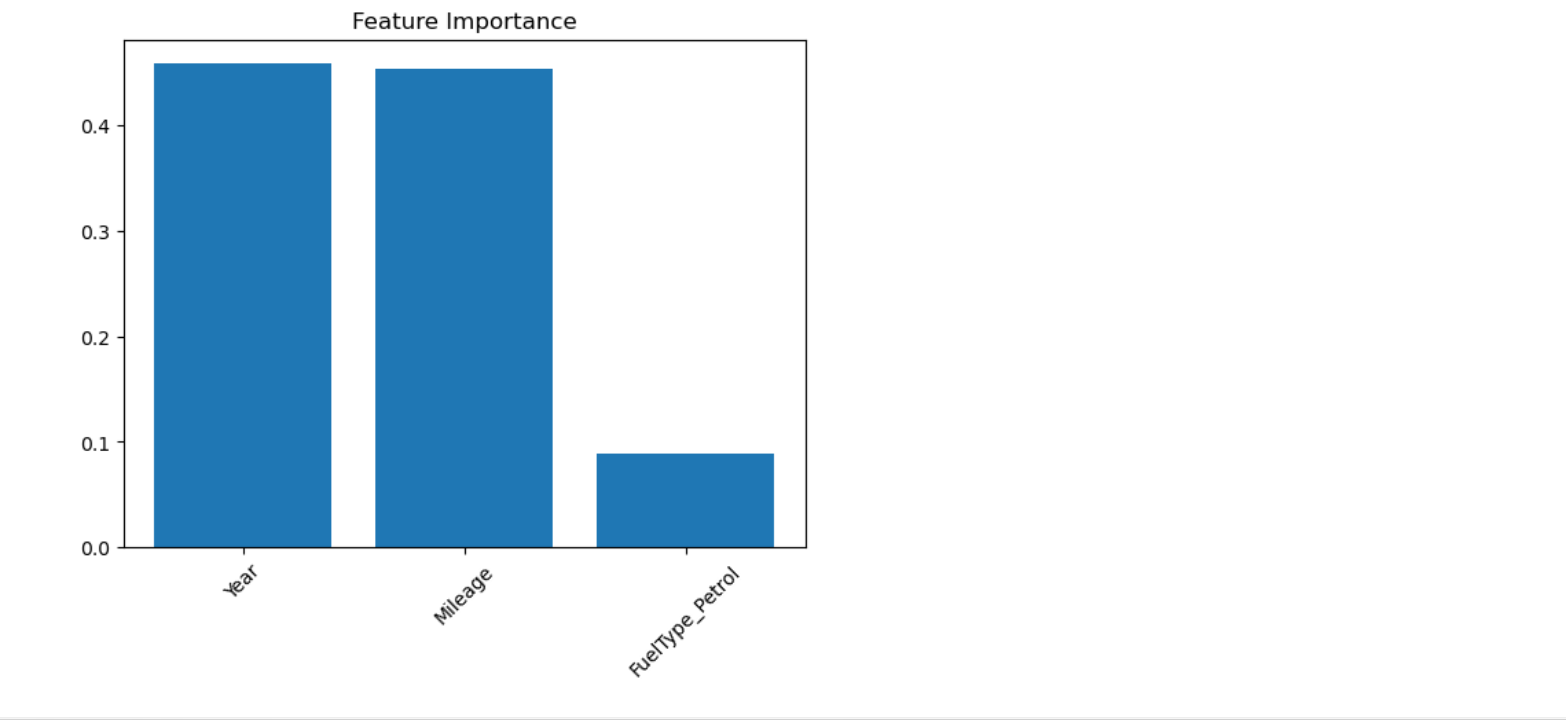 Feature Importance
0.4
0.3
0.2
0.1
0.0
Year
Mileage
FuelType_Petrol